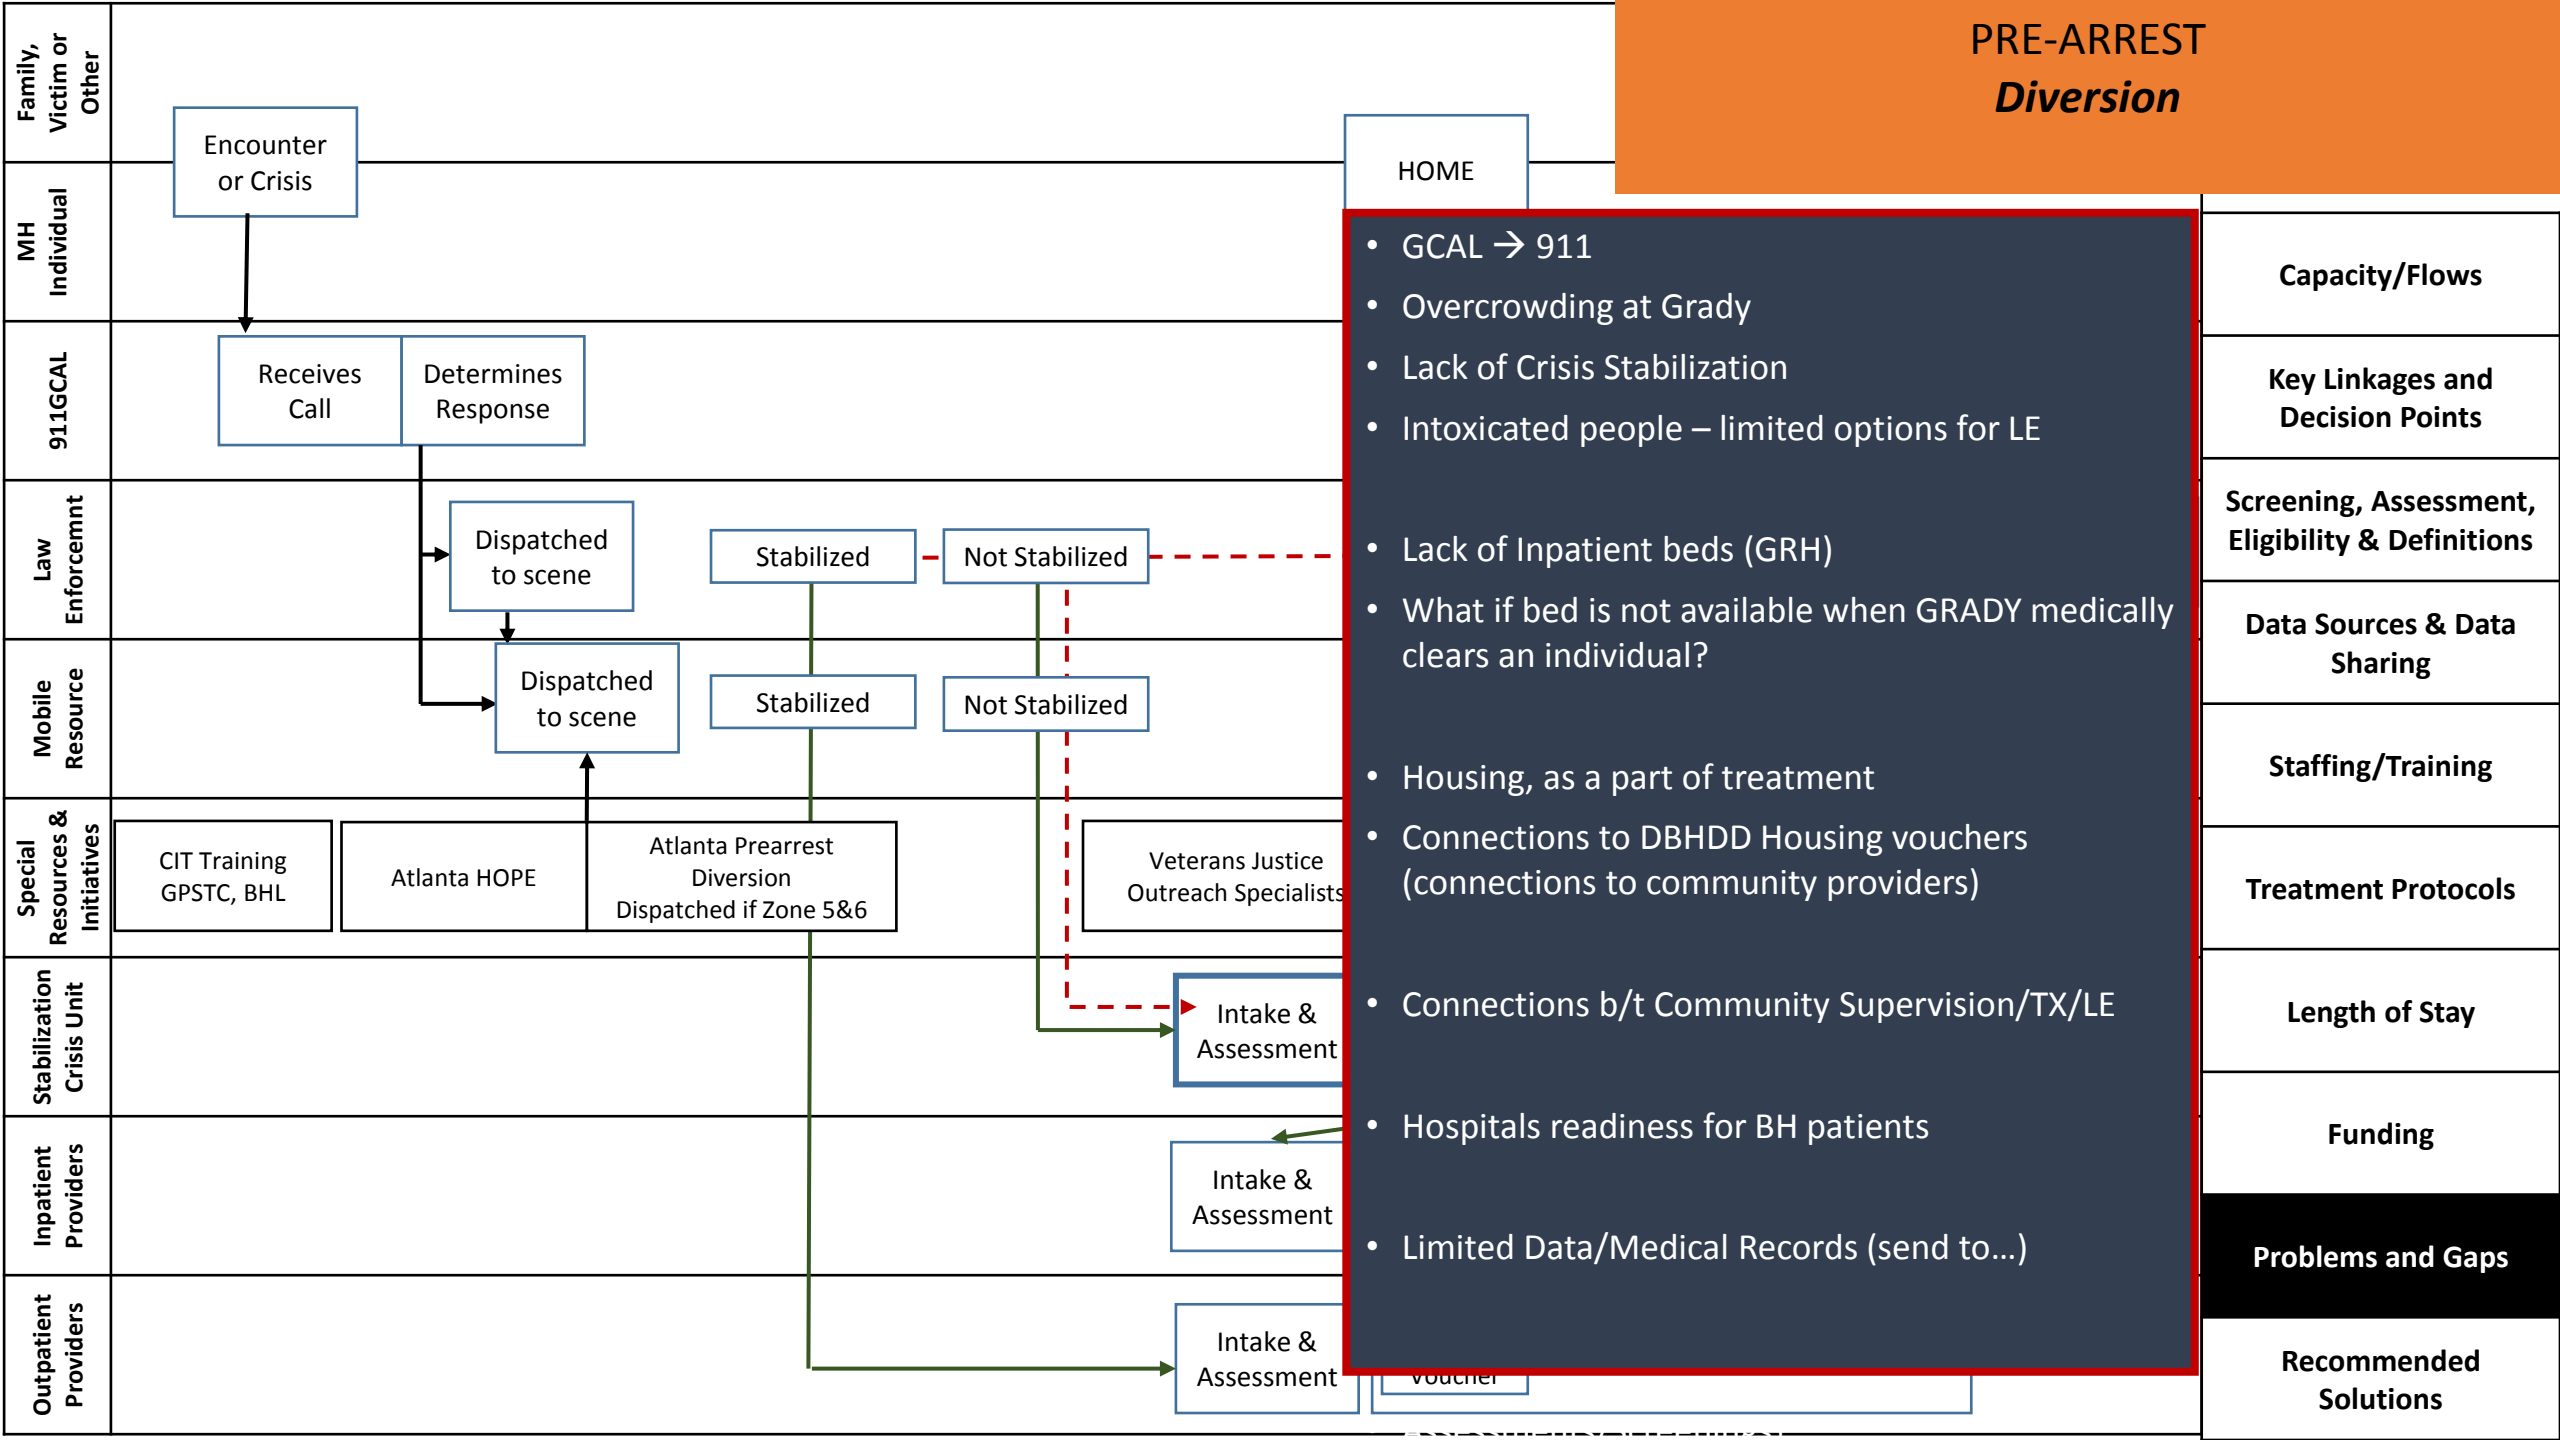 PRE-ARREST
Diversion
Family,
Victim or
Other
Encounter
or Crisis
HOME
MH
Individual
911GCAL
Receives
Call
Determines
Response
Law
Enforcemnt
Dispatched
to scene
Stabilized
Not Stabilized
Mobile
Resource
Dispatched
to scene
Stabilized
Not Stabilized
Special
Resources &
Initiatives
CIT Training
GPSTC, BHL
Atlanta HOPE
Atlanta Prearrest
Diversion
Dispatched if Zone 5&6
Veterans Justice
Outreach Specialists
Stabilization
Crisis Unit
Intake &
Assessment
Inpatient
Providers
Intake &
Assessment
Outpatient
Providers
Intake &
Assessment
• GCAL → 911
• Overcrowding at Grady
• Lack of Crisis Stabilization
• Intoxicated people – limited options for LE
• Lack of Inpatient beds (GRH)
• What if bed is not available when GRADY medically
clears an individual?
• Housing, as a part of treatment
• Connections to DBHDD Housing vouchers
(connections to community providers)
• Connections b/t Community Supervision/TX/LE
• Hospitals readiness for BH patients
• Limited Data/Medical Records (send to…)
Voucher
Capacity/Flows
Key Linkages and
Decision Points
Screening, Assessment,
Eligibility & Definitions
Data Sources & Data
Sharing
Staffing/Training
Treatment Protocols
Length of Stay
Funding
Problems and Gaps
Recommended
Solutions